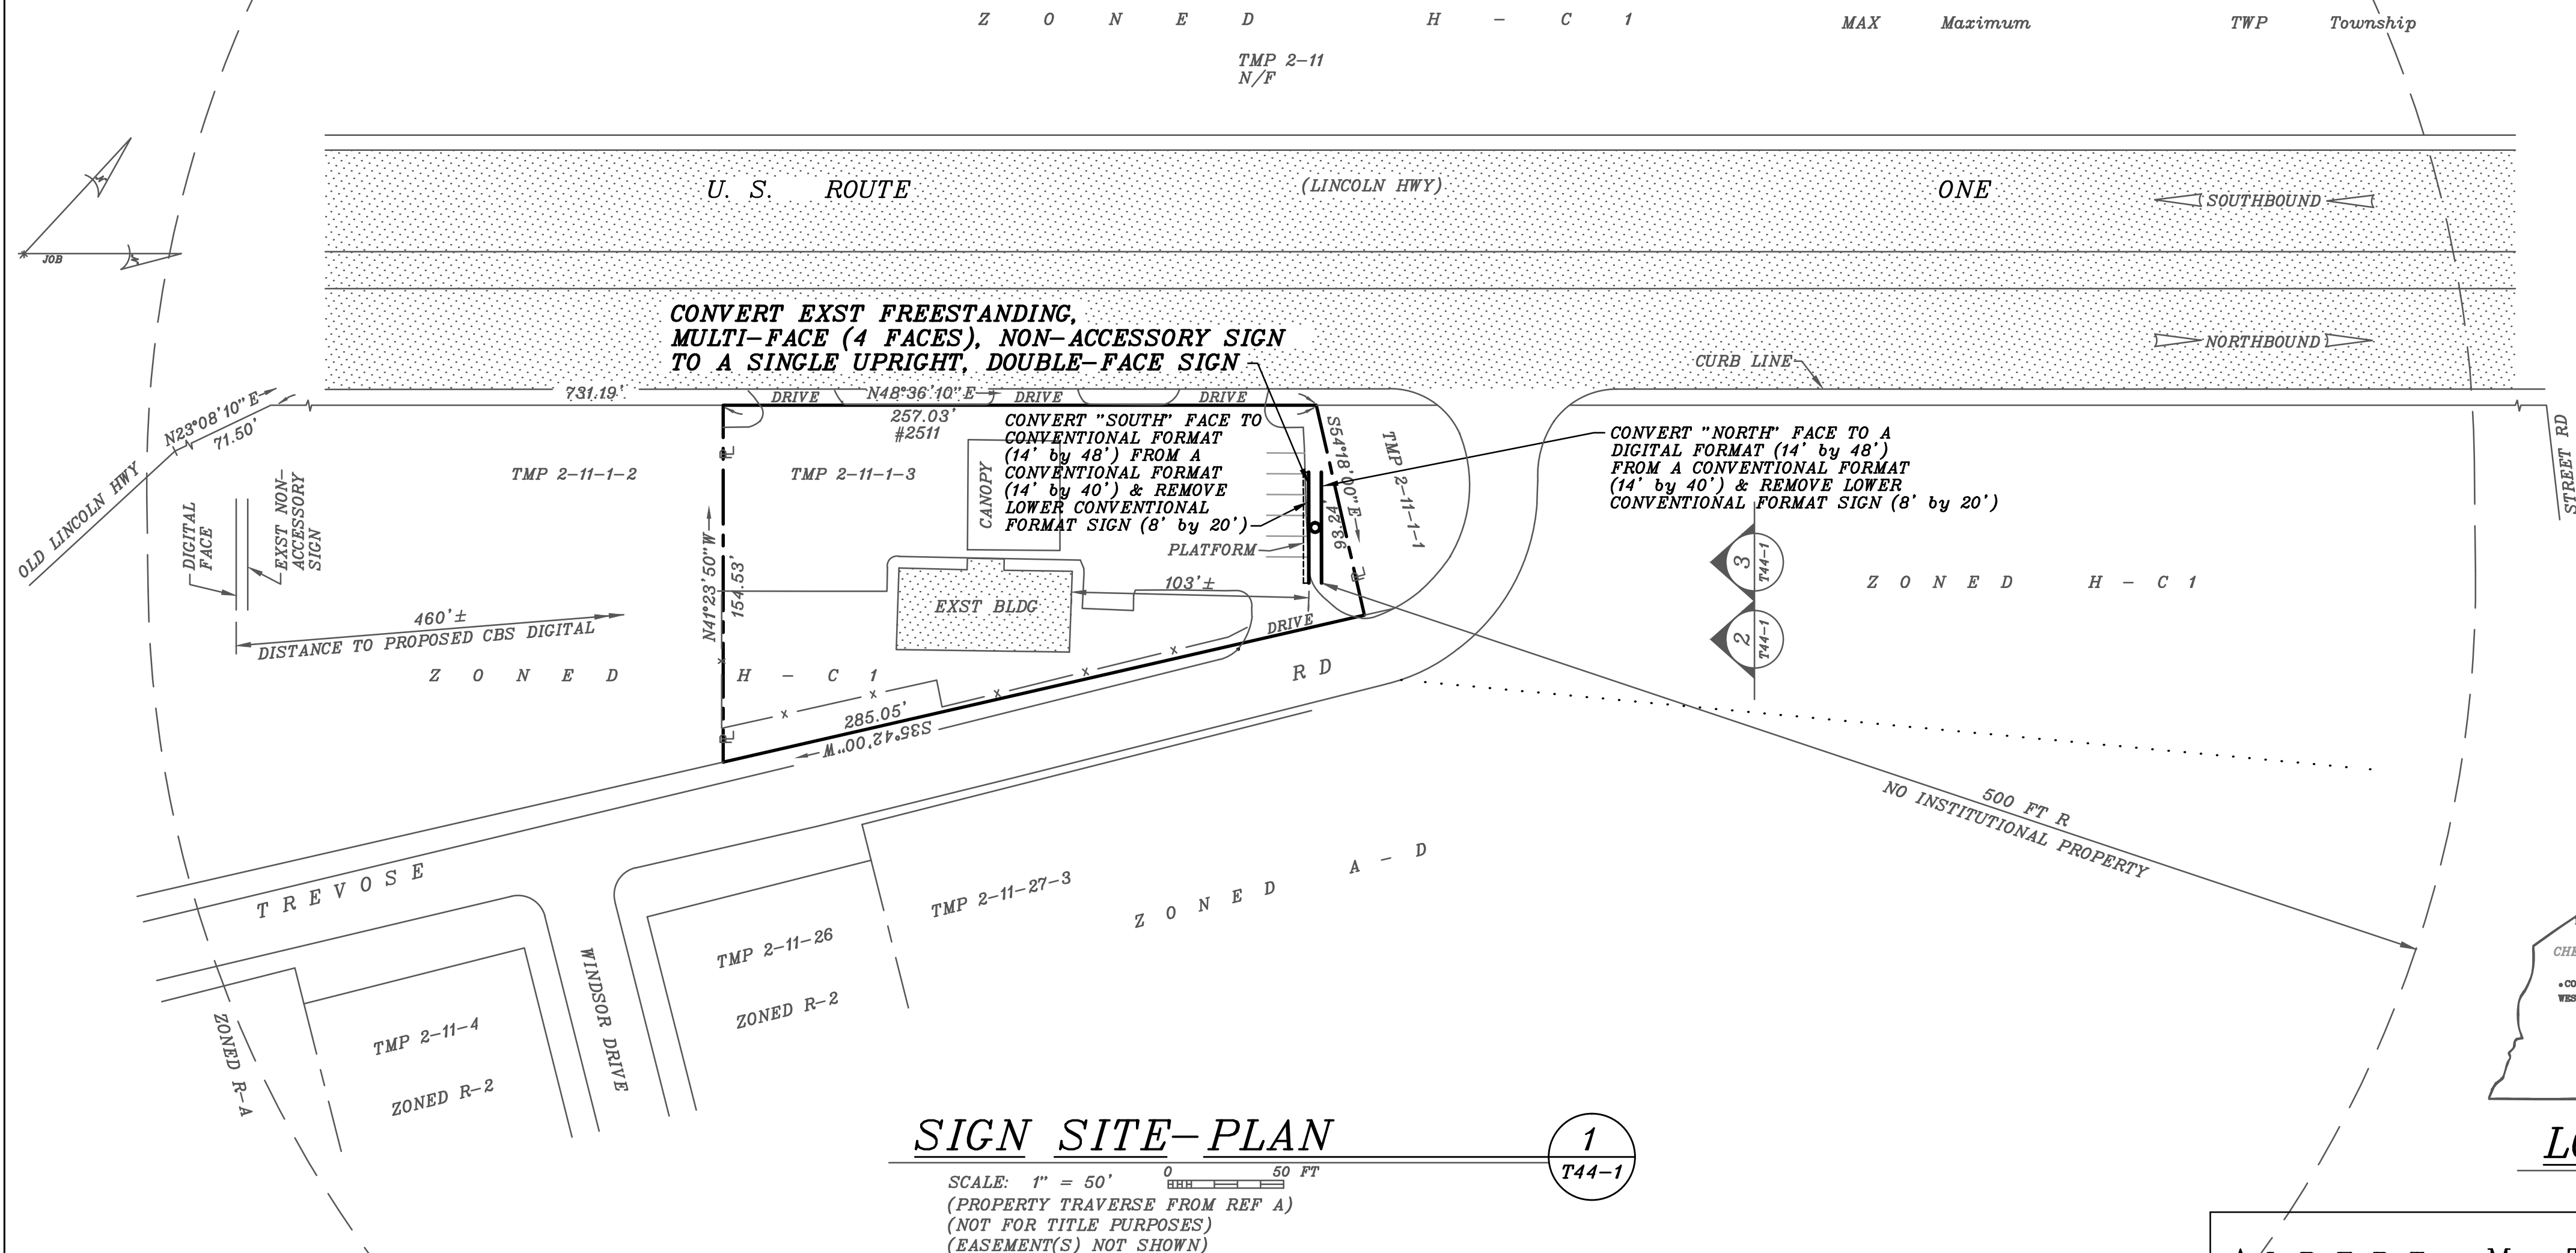 Z O N E D H - C 1
MAX Maximum TWP Township
TMP 2-11
N/F
U. S. ROUTE
(LINCOLN HWY)
ONE
SOUTHBOUND
JOB
CONVERT EXST FREESTANDING,
MULTI-FACE (4 FACES), NON-ACCESSORY SIGN
TO A SINGLE UPRIGHT, DOUBLE-FACE SIGN
NORTHBOUND
CURB LINE
731.19'
DRIVE
N48°36'10"E
DRIVE
DRIVE
257.03'
#2511
N23°08'10"E
71.50'
OLD LINCOLN HWY
DIGITAL
FACE
EXST NON-
ACCESSORY
SIGN
TMP 2-11-1-2
TMP 2-11-1-3
CANOPY
CONVERT "SOUTH" FACE TO
CONVENTIONAL FORMAT
(14' by 48') FROM A
CONVENTIONAL FORMAT
(14' by 40') & REMOVE
LOWER CONVENTIONAL
FORMAT SIGN (8' by 20')
PLATFORM
S54°18'00"E
93.24'
TMP 2-11-1-1
CONVERT "NORTH" FACE TO A
DIGITAL FORMAT (14' by 48')
FROM A CONVENTIONAL FORMAT
(14' by 40') & REMOVE LOWER
CONVENTIONAL FORMAT SIGN (8' by 20')
STREET RD
3
T44-1
2
T44-1
Z O N E D H - C 1
N41°23'50"W
154.53'
103'±
EXST BLDG
DRIVE
460'±
DISTANCE TO PROPOSED CBS DIGITAL
Z O N E D H - C 1
285.05'
S35°42'00"W
R D
500 FT R
NO INSTITUTIONAL PROPERTY
T R E V O S E
TMP 2-11-27-3
Z O N E D A - D
TMP 2-11-26
ZONED R-2
WINDSOR DRIVE
TMP 2-11-4
ZONED R-2
ZONED R-A
SIGN SITE-PLAN
1
T44-1
SCALE: 1" = 50'
0 50 FT
(PROPERTY TRAVERSE FROM REF A)
(NOT FOR TITLE PURPOSES)
(EASEMENT(S) NOT SHOWN)